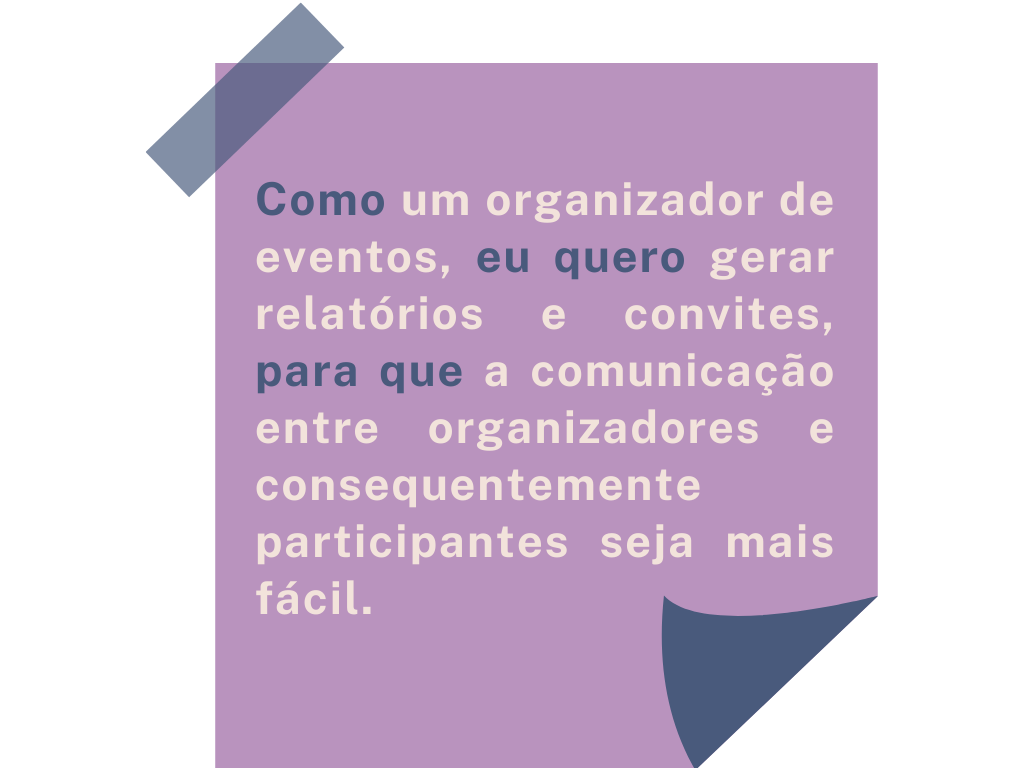 Como um organizador de
eventos, eu quero gerar
relatórios e convites,
para que a comunicação
entre organizadores e
consequentemente
participantes seja mais
fácil.